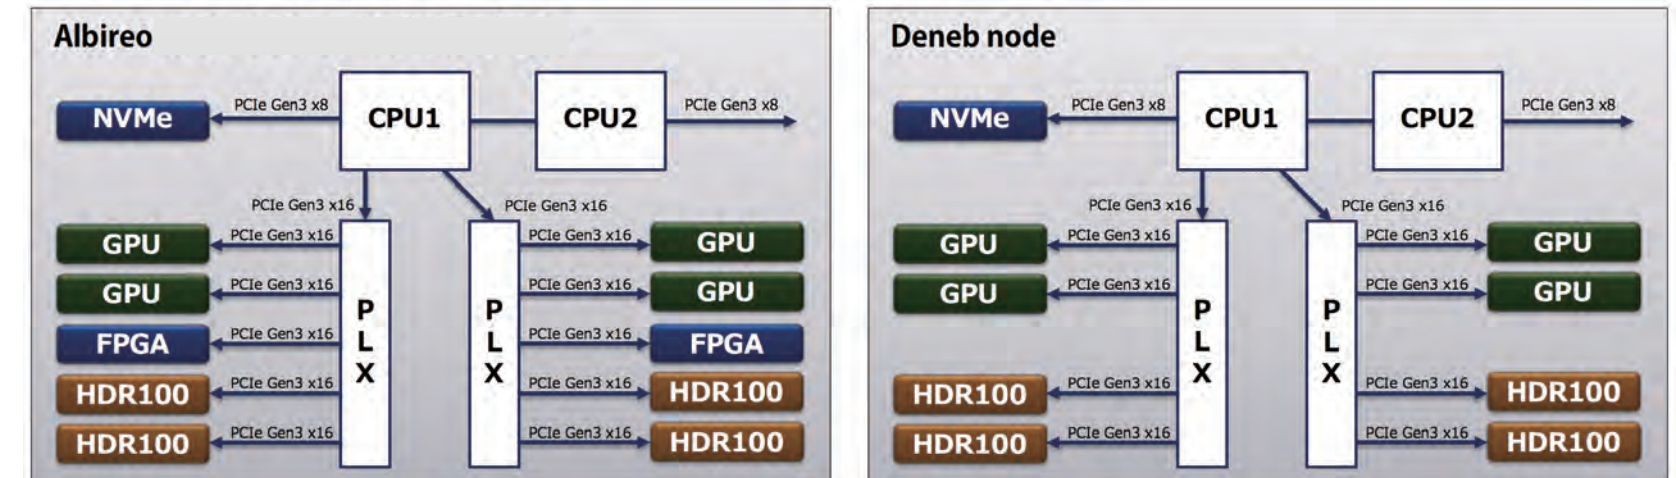 Albireo
PCIe Gen3 x8
PCIe Gen3 x8
NVMe
CPU1
CPU2
PCIe Gen3 x16
PCIe Gen3 x16
GPU
PCIe Gen3 x16
PCIe Gen3 x16
GPU
GPU
PCIe Gen3 x16
PCIe Gen3 x16
GPU
FPGA
PCIe Gen3 x16
PCIe Gen3 x16
FPGA
HDR100
PCIe Gen3 x16
PCIe Gen3 x16
HDR100
HDR100
PCIe Gen3 x16
PCIe Gen3 x16
HDR100
PLX
PLX
Deneb node
PCIe Gen3 x8
PCIe Gen3 x8
NVMe
CPU1
CPU2
PCIe Gen3 x16
PCIe Gen3 x16
GPU
PCIe Gen3 x16
PCIe Gen3 x16
GPU
GPU
PCIe Gen3 x16
PCIe Gen3 x16
GPU
HDR100
PCIe Gen3 x16
PCIe Gen3 x16
HDR100
HDR100
PCIe Gen3 x16
PCIe Gen3 x16
HDR100
PLX
PLX